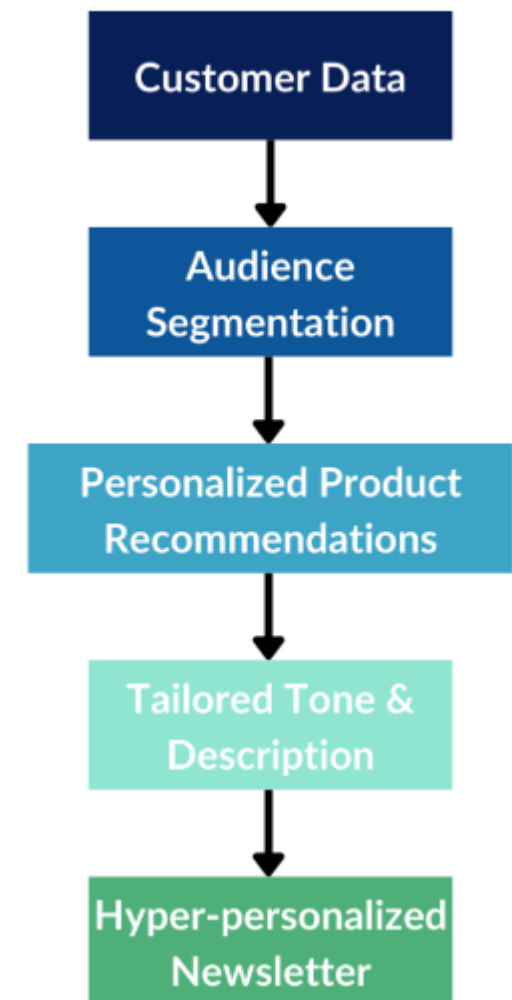 Customer Data
Audience
Segmentation
Personalized Product
Recommendations
Tailored Tone &
Description
Hyper-personalized
Newsletter